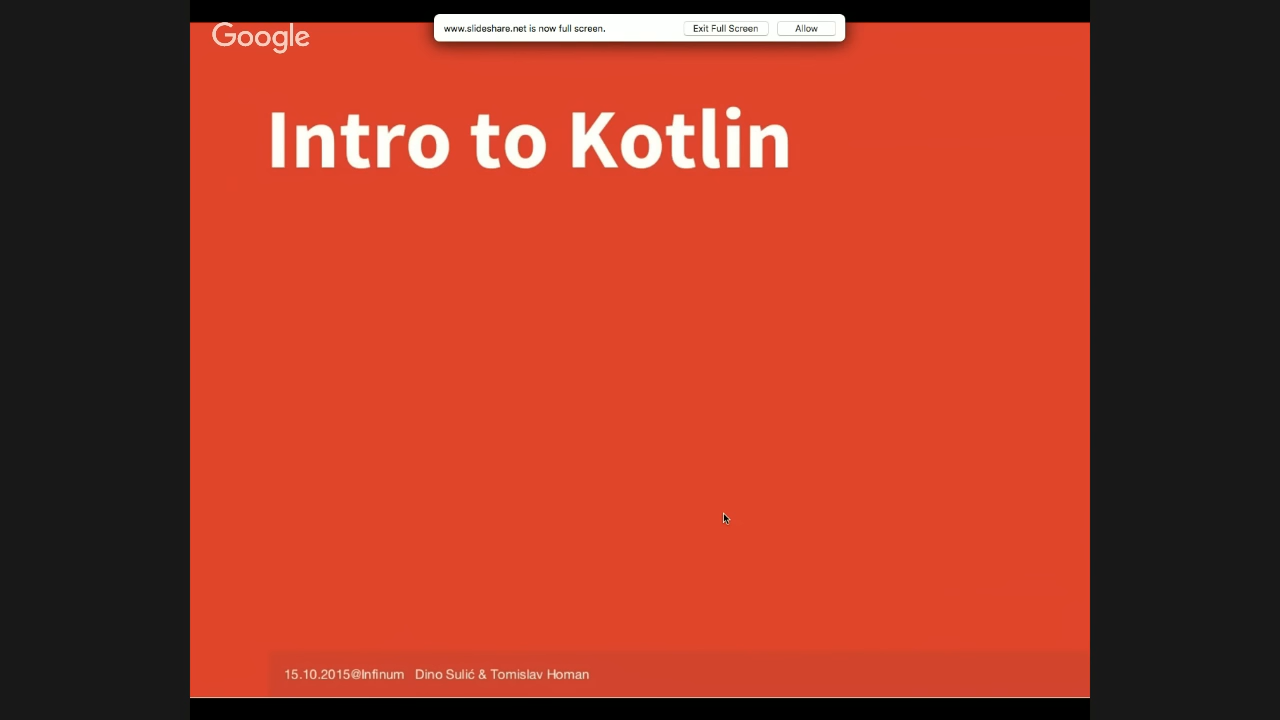 www.slideshare.net is now full screen.
Exit Full Screen
Allow
Google
Intro to Kotlin
15.10.2015@Infinum Dino Sulić & Tomislav Homan